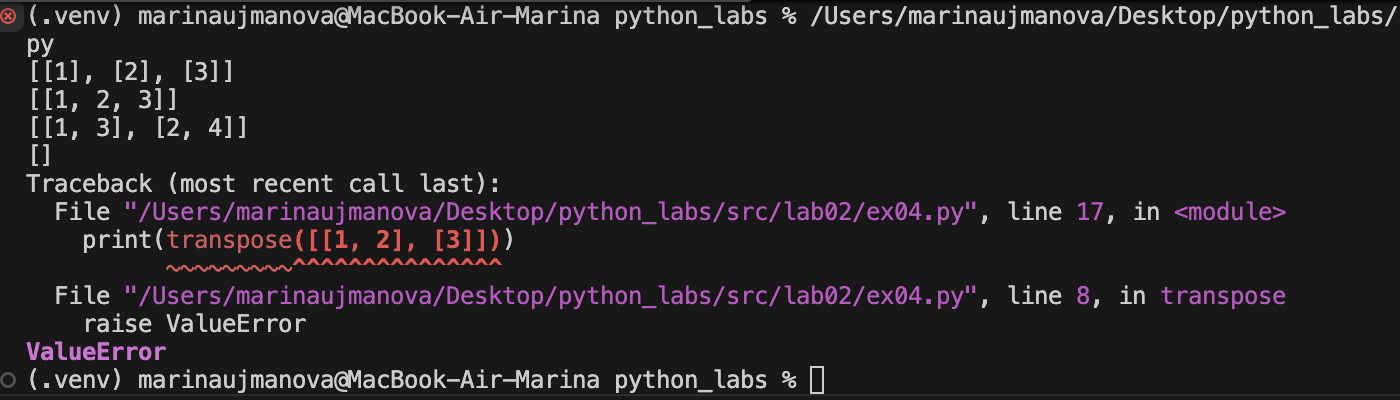 (.venv) marinaujmanova@MacBook-Air-Marina python_labs % /Users/marinaujmanova/Desktop/python_labs/
py
[[1], [2], [3]]
[[1, 2, 3]]
[[1, 3], [2, 4]]
[]
Traceback (most recent call last):
  File "/Users/marinaujmanova/Desktop/python_labs/src/lab02/ex04.py", line 17, in <module>
    print(transpose([[1, 2], [3]]))
          ~~~~~~~~~^^^^^^^^^^^^^^^
  File "/Users/marinaujmanova/Desktop/python_labs/src/lab02/ex04.py", line 8, in transpose
    raise ValueError
ValueError
(.venv) marinaujmanova@MacBook-Air-Marina python_labs %